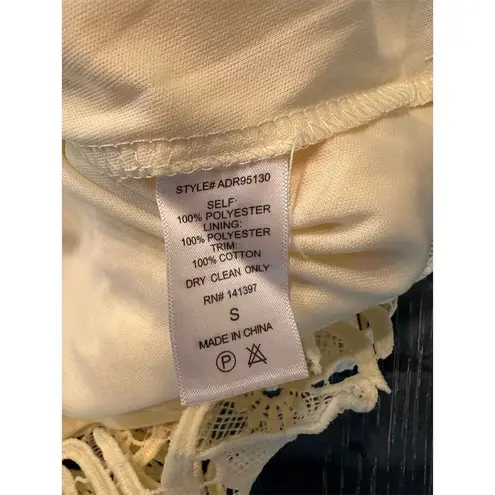 STYLE# ADR95130
SELF:
100% POLYESTER
LINING:
100% POLYESTER
TRIM:
100% COTTON
DRY CLEAN ONLY
RN# 141397
S
MADE IN CHINA
P